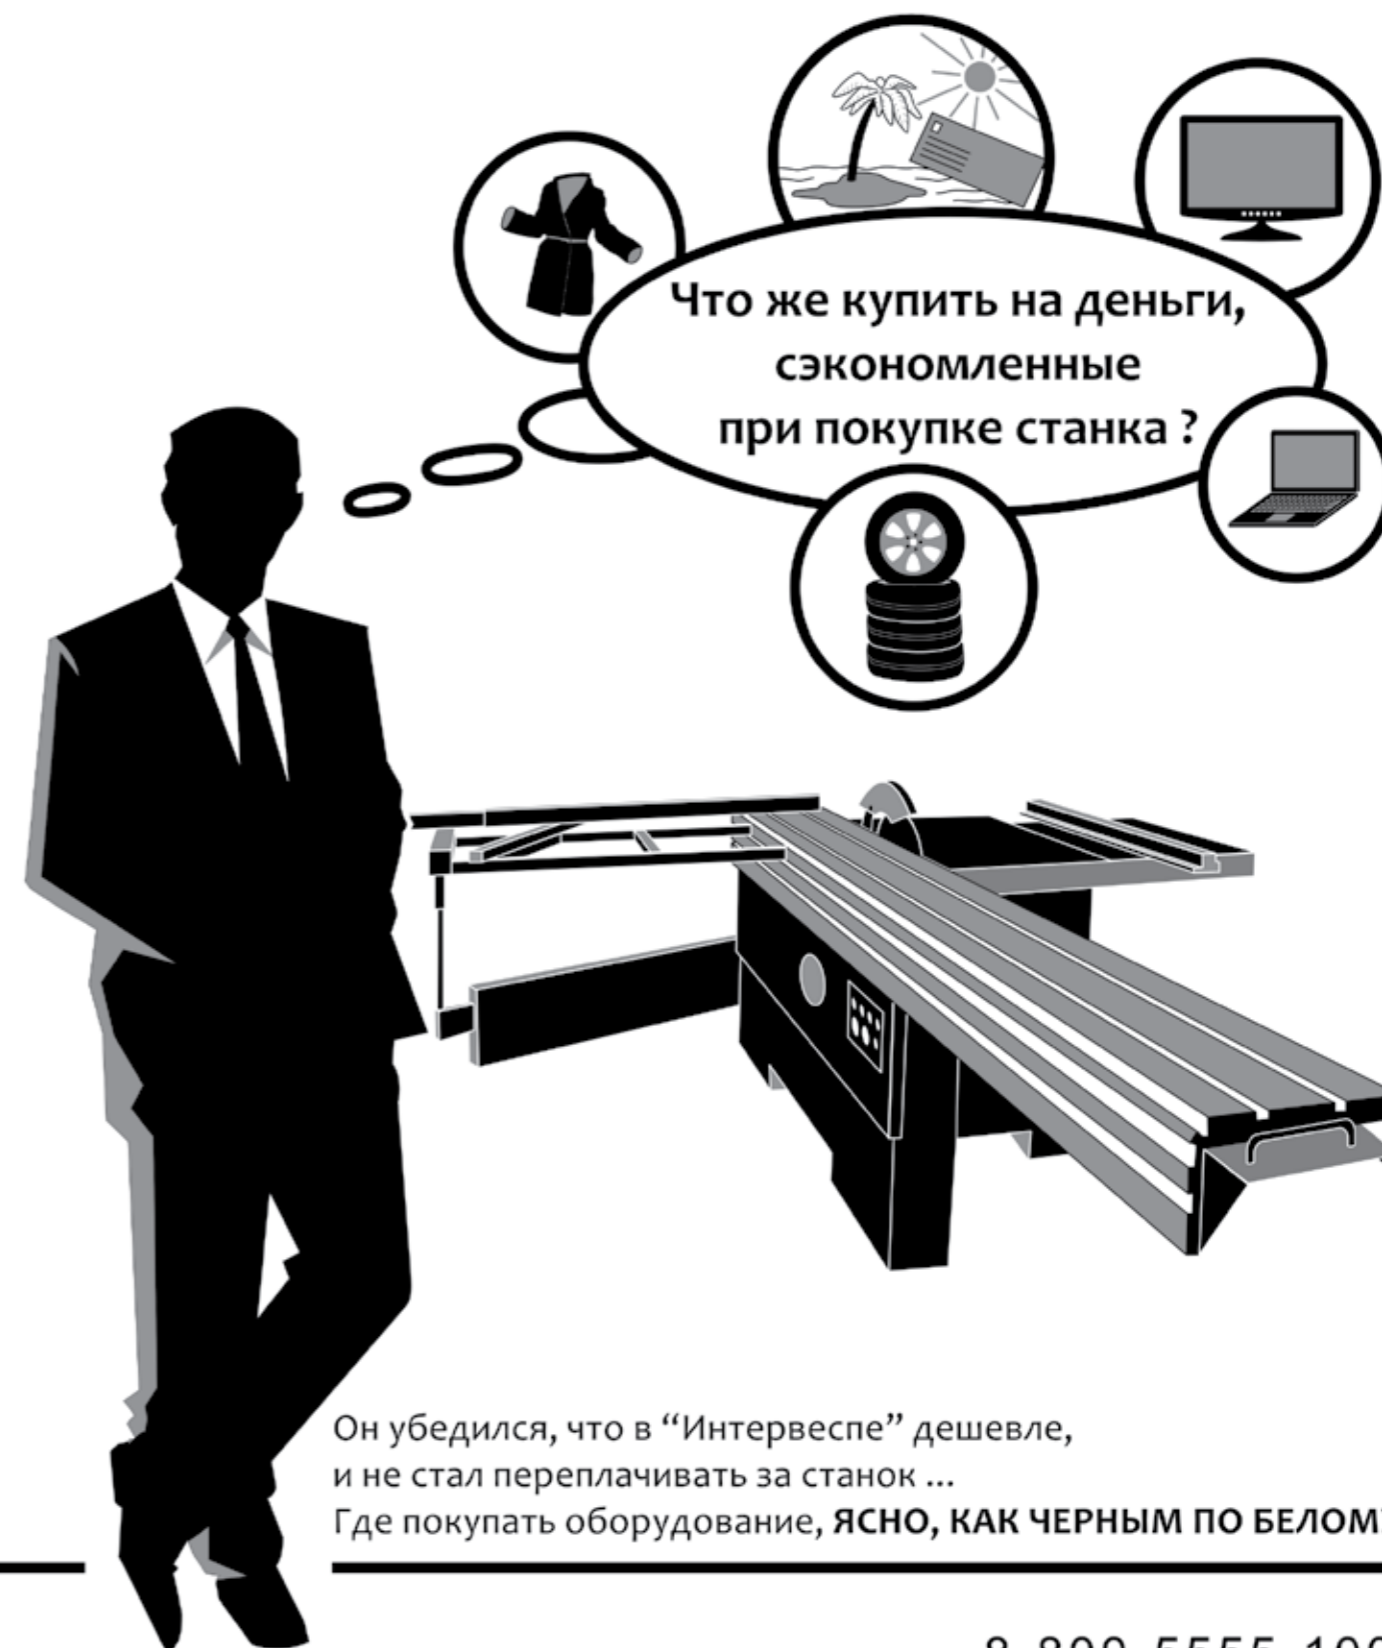 Что же купить на деньги,
сэкономленные
при покупке станка ?
Он убедился, что в “Интервеспе” дешевле,
и не стал переплачивать за станок ...
Где покупать оборудование, ЯСНО, КАК ЧЕРНЫМ ПО